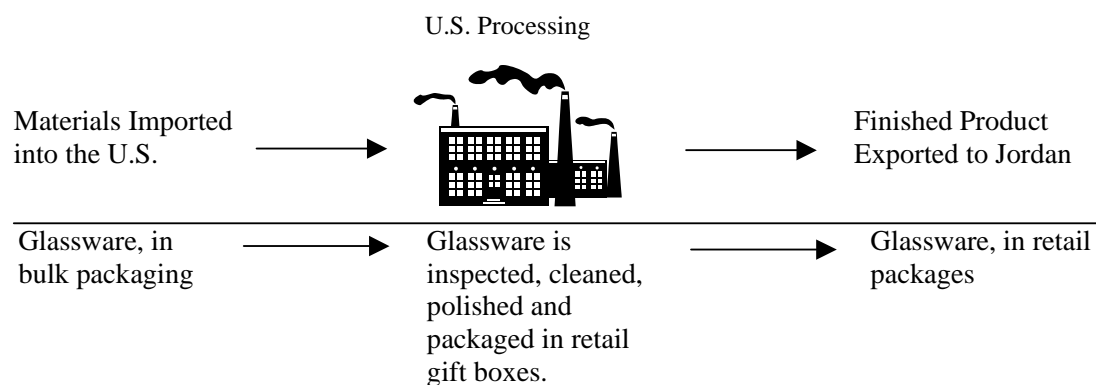 U.S. Processing
Materials Imported
into the U.S.
Finished Product
Exported to Jordan
Glassware, in
bulk packaging
Glassware is
inspected, cleaned,
polished and
packaged in retail
gift boxes.
Glassware, in retail
packages